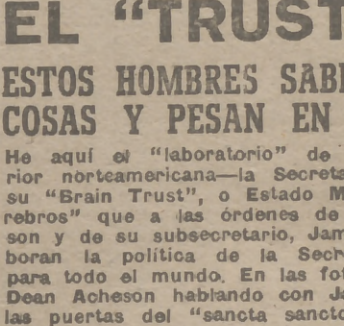 EL "TRUST
ESTOS HOMBRES SABE
COSAS Y PESAN EN
He aquí el "laboratorio" de
rior norteamericana—la Secreta
su "Brain Trust", o Estado M
rebros" que a las órdenes de
son y de su subsecretario, Jam
boran la política de la Secr
para todo el mundo. En las fot
Dean Acheson hablando con J
las puertas del "sancta sancto